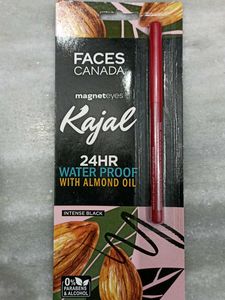 FACES
CANADA
magneteyes
Kajal
24HR
WATER PROOF
WITH ALMOND OIL
INTENSE BLACK
0%
PARABENS
& ALCOHOL